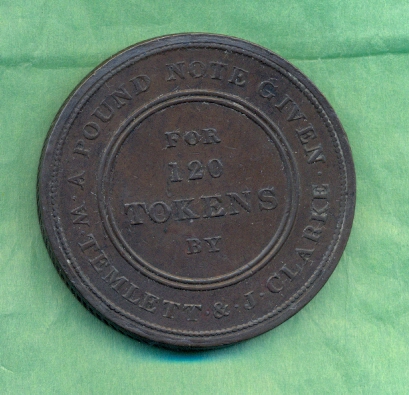 A POUND NOTE GIVEN
FOR
120
TOKENS
BY
W. TEMLETT & J. CLARKE